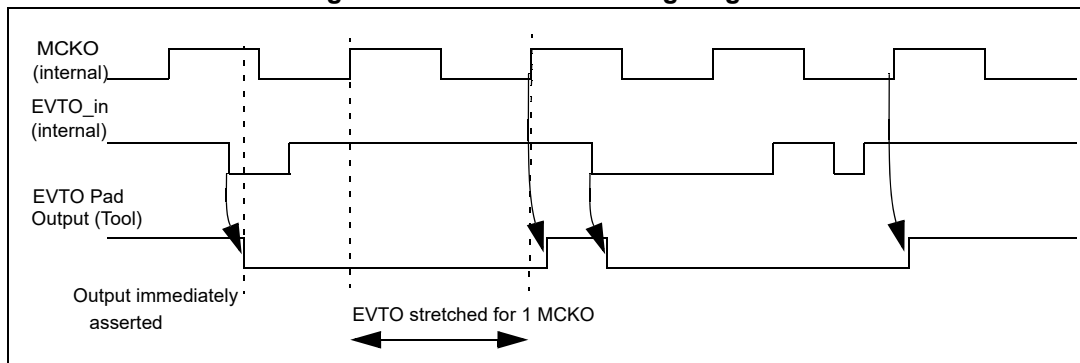 MCKO
(internal)
EVTO_in
(internal)
EVTO Pad
Output (Tool)
Output immediately
asserted
EVTO stretched for 1 MCKO